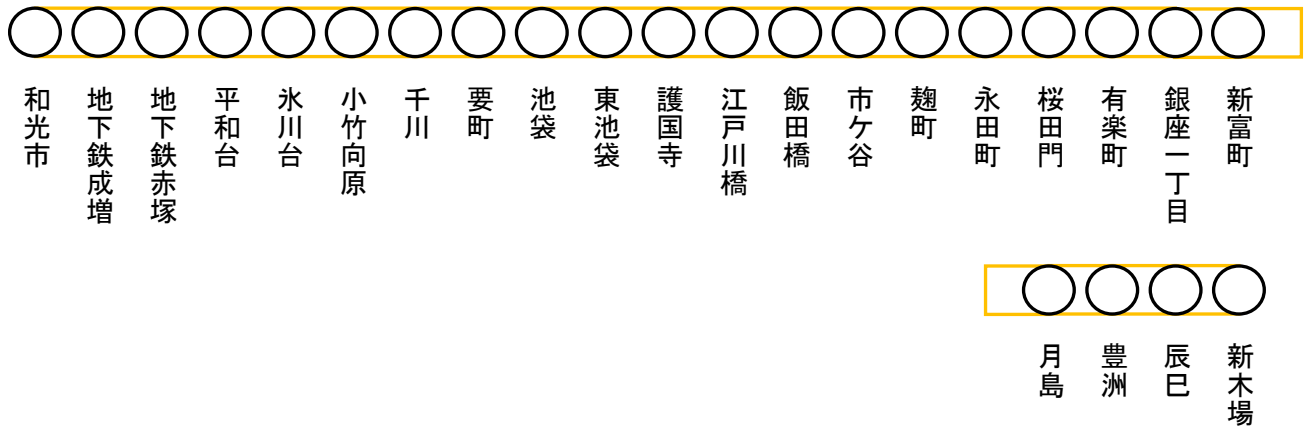 和光市
地下鉄成増
地下鉄赤塚
平和台
氷川台
小竹向原
千川
要町
池袋
東池袋
護国寺
江戸川橋
飯田橋
市ケ谷
麹町
永田町
桜田門
有楽町
銀座一丁目
新富町
月島
豊洲
辰巳
新木場